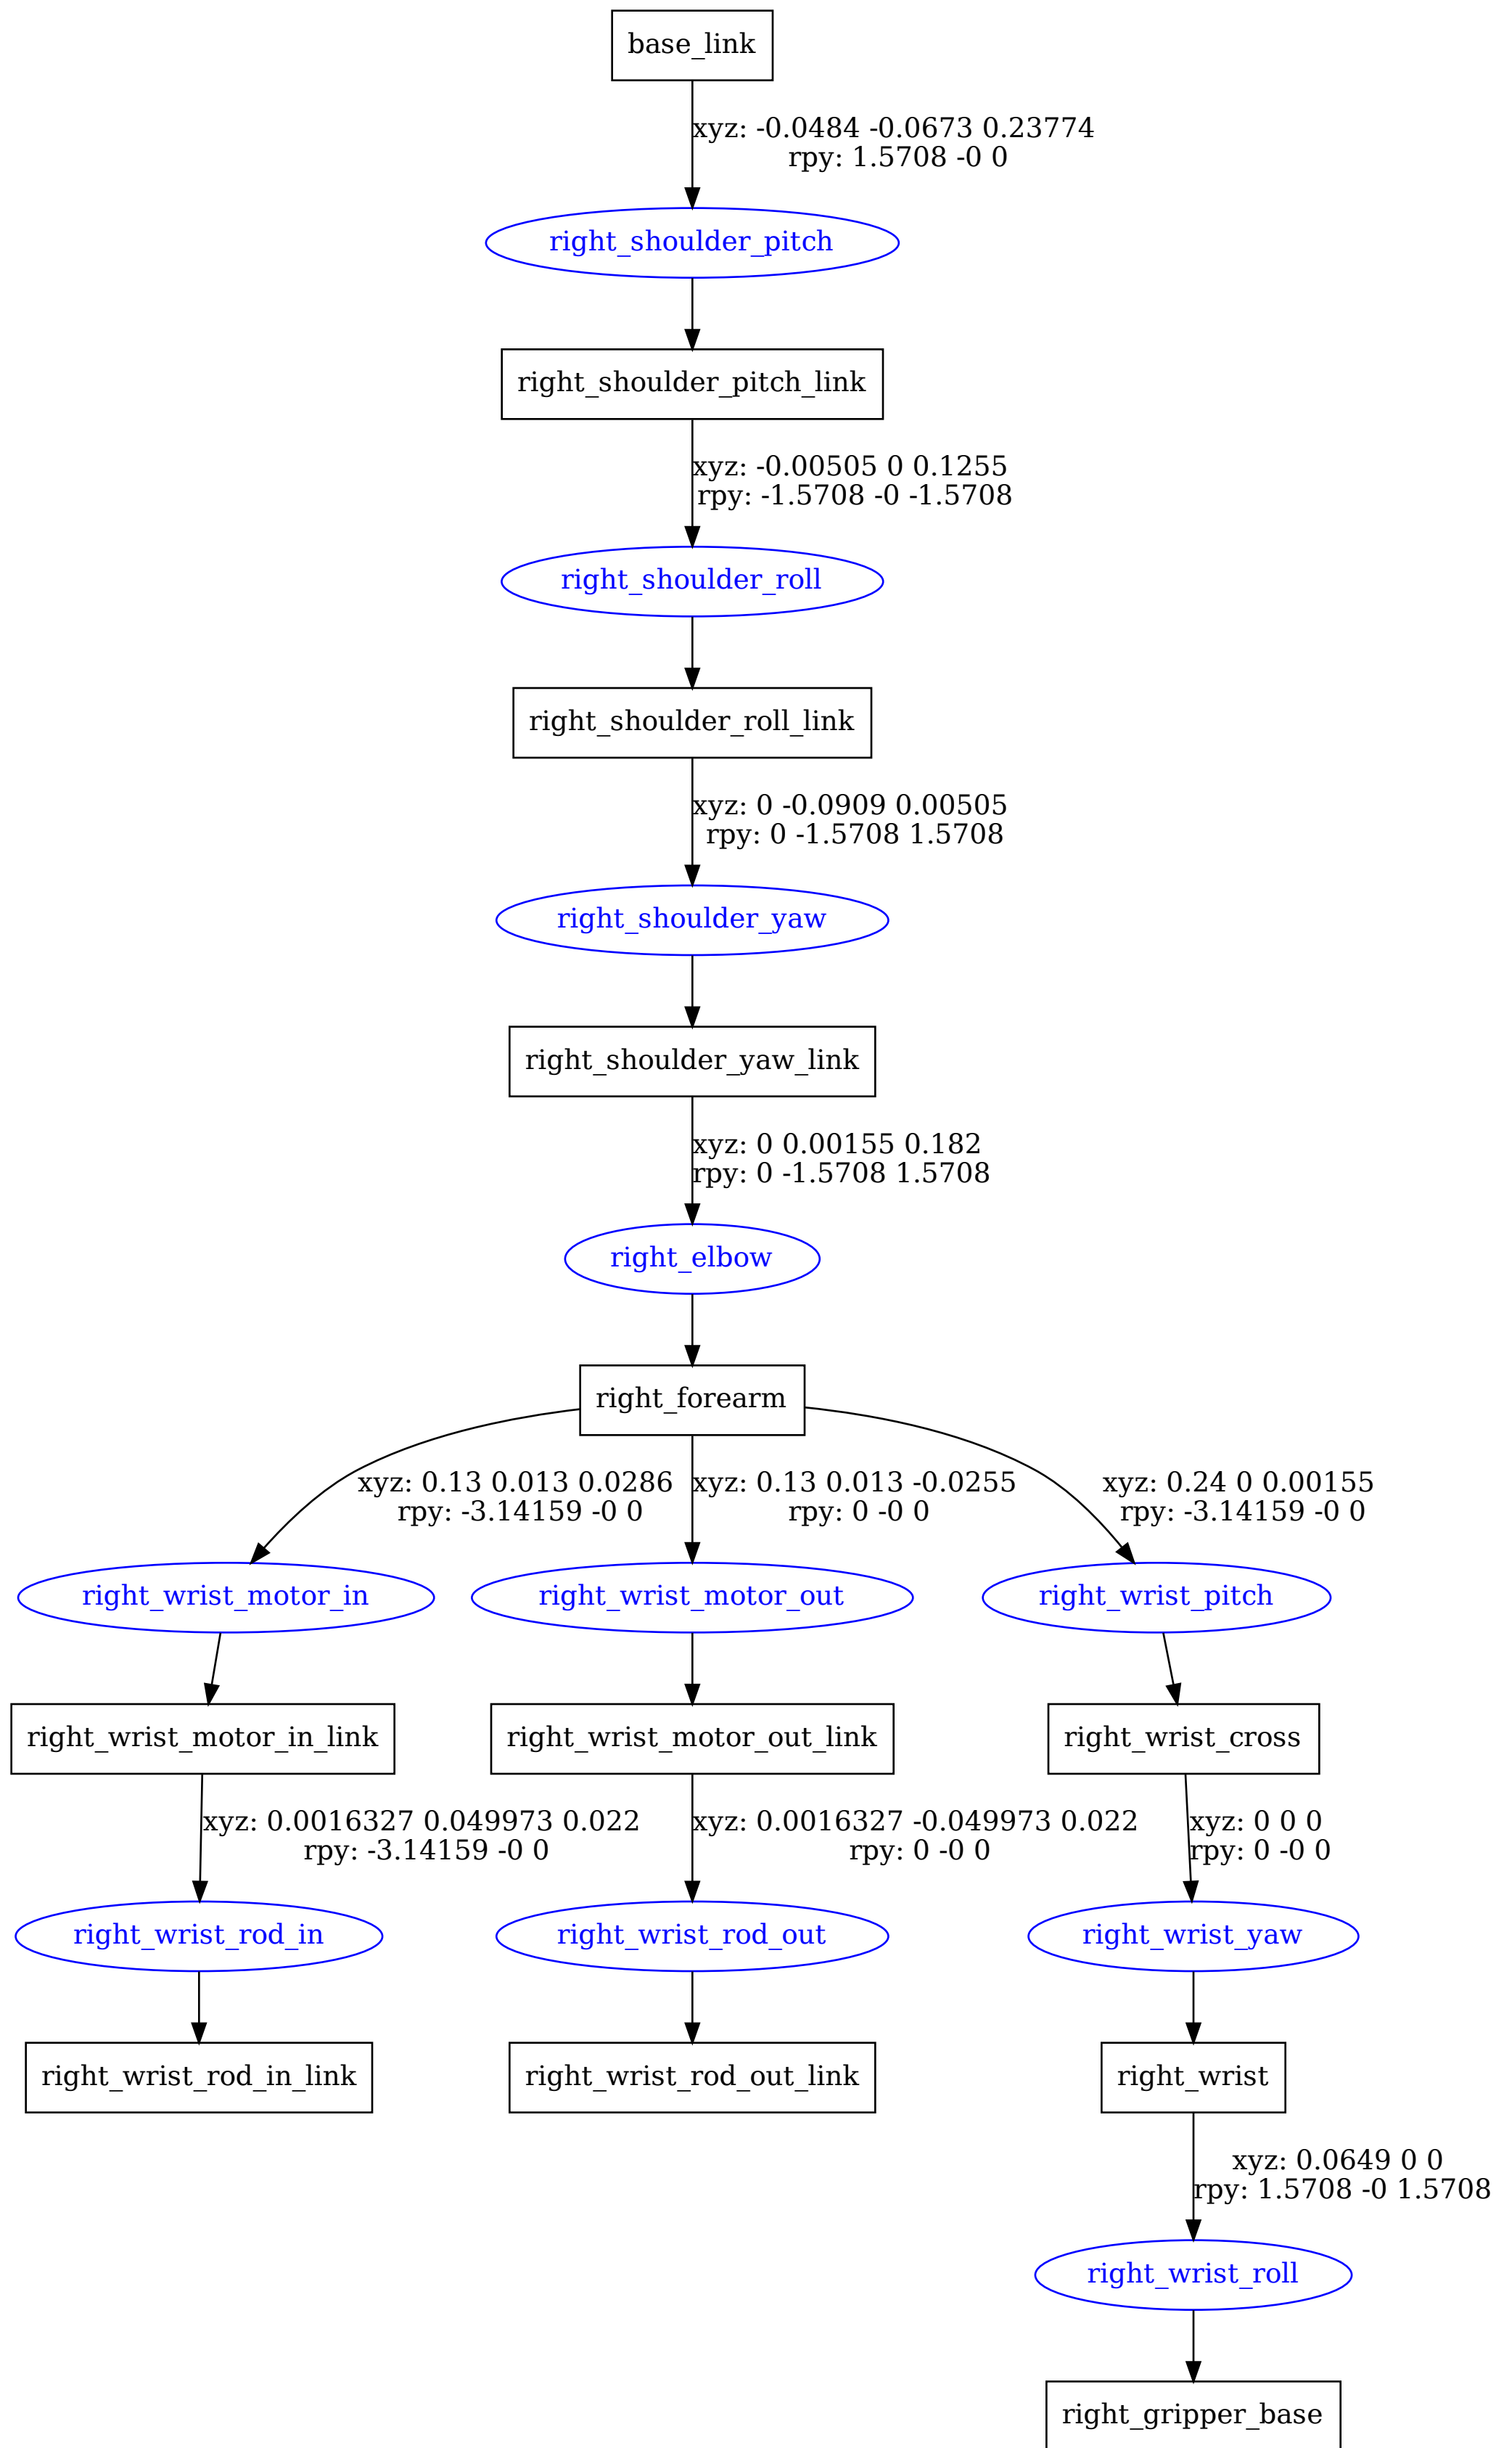 base_link
xyz: -0.0484 -0.0673 0.23774
rpy: 1.5708 -0 0
right_shoulder_pitch
right_shoulder_pitch_link
xyz: -0.00505 0 0.1255
rpy: -1.5708 -0 -1.5708
right_shoulder_roll
right_shoulder_roll_link
xyz: 0 -0.0909 0.00505
rpy: 0 -1.5708 1.5708
right_shoulder_yaw
right_shoulder_yaw_link
xyz: 0 0.00155 0.182
rpy: 0 -1.5708 1.5708
right_elbow
right_forearm
xyz: 0.13 0.013 0.0286
rpy: -3.14159 -0 0
xyz: 0.13 0.013 -0.0255
rpy: 0 -0 0
xyz: 0.24 0 0.00155
rpy: -3.14159 -0 0
right_wrist_motor_in
right_wrist_motor_out
right_wrist_pitch
right_wrist_motor_in_link
right_wrist_motor_out_link
right_wrist_cross
xyz: 0.0016327 0.049973 0.022
rpy: -3.14159 -0 0
xyz: 0.0016327 -0.049973 0.022
rpy: 0 -0 0
xyz: 0 0 0
rpy: 0 -0 0
right_wrist_rod_in
right_wrist_rod_out
right_wrist_yaw
right_wrist_rod_in_link
right_wrist_rod_out_link
right_wrist
xyz: 0.0649 0 0
rpy: 1.5708 -0 1.5708
right_wrist_roll
right_gripper_base